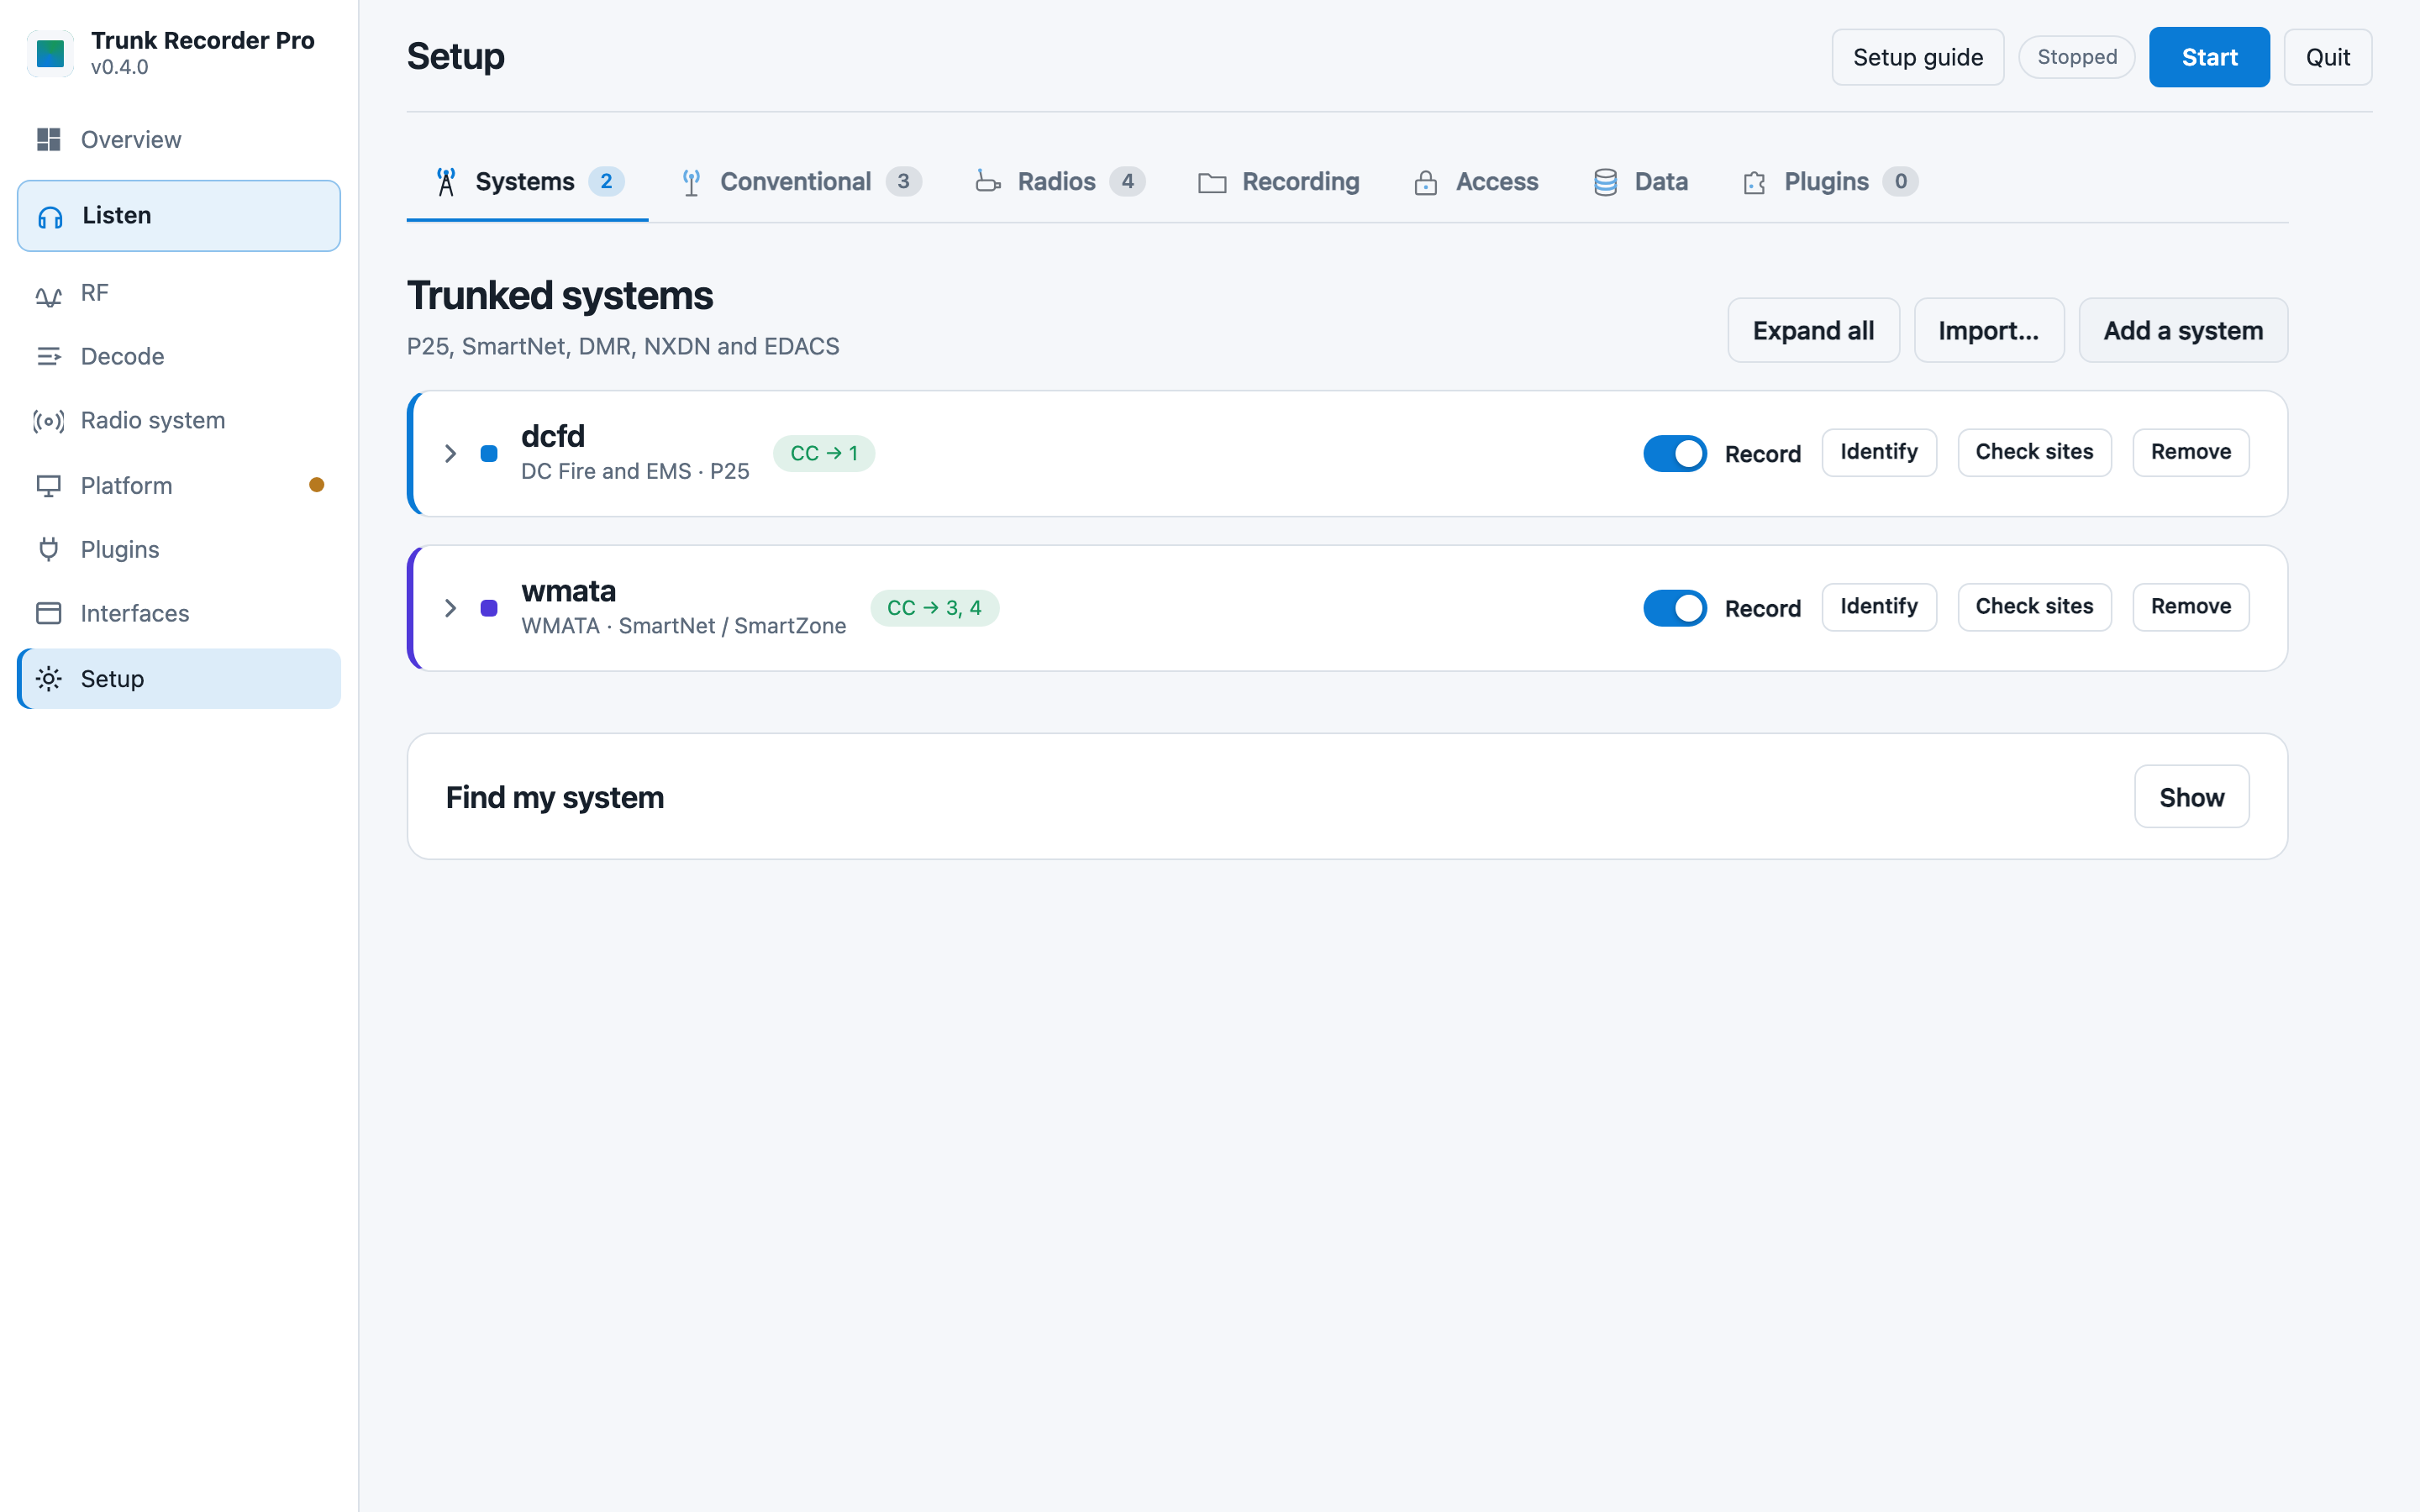 Trunk Recorder Pro
v0.4.0
Overview
Listen
RF
Decode
Radio system
Platform
Plugins
Interfaces
Setup
Setup
Setup guide
Stopped
Start
Quit
Systems 2
Conventional 3
Radios 4
Recording
Access
Data
Plugins 0
Trunked systems
P25, SmartNet, DMR, NXDN and EDACS
Expand all
Import...
Add a system
dcfd
DC Fire and EMS · P25
CC → 1
Record
Identify
Check sites
Remove
wmata
WMATA · SmartNet / SmartZone
CC → 3, 4
Record
Identify
Check sites
Remove
Find my system
Show